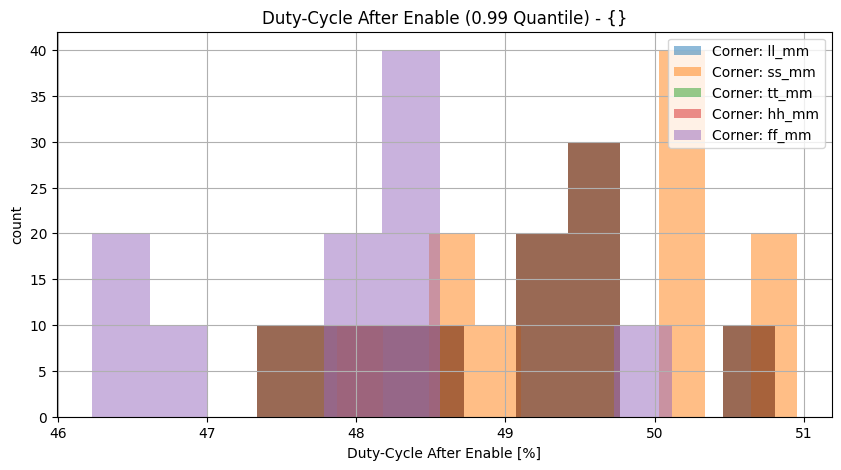 Duty-Cycle After Enable (0.99 Quantile) - {}
40
35
30
25
20
15
10
5
0
count
Corner: ll_mm
Corner: ss_mm
Corner: tt_mm
Corner: hh_mm
Corner: ff_mm
46 47 48 49 50 51
Duty-Cycle After Enable [%]